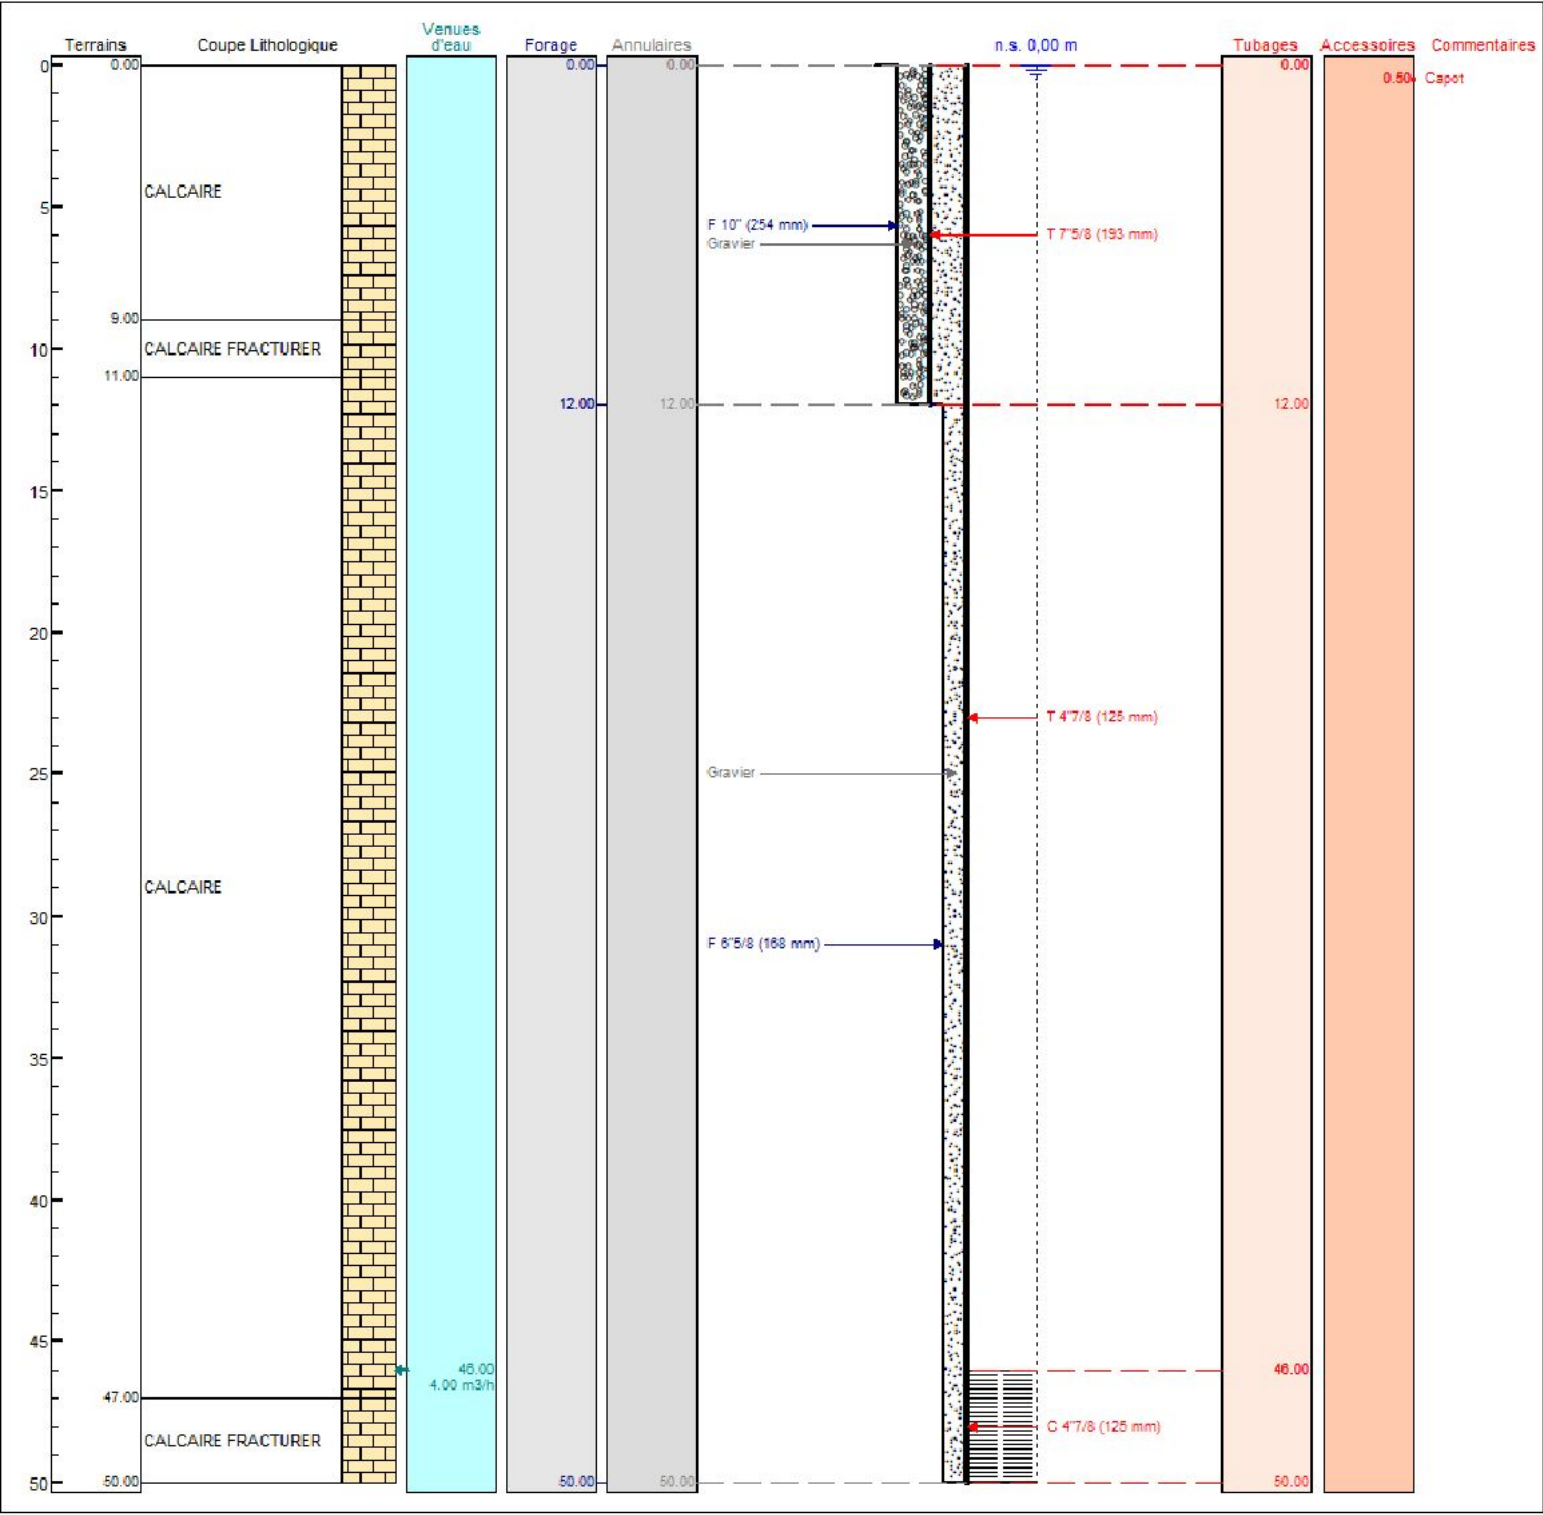 Terrains Coupe Lithologique Venues d'eau Forage Annulaires n.s. 0,00 m Tubages Accessoires Commentaires
0 0.00 0.00 0.00 0.00
0.50 Capot
CALCAIRE
5
F 10" (254 mm) T 7"5/8 (193 mm)
Gravier
9.00
10 CALCAIRE FRACTURER
11.00
12.00 12.00 12.00
15
20
T 4"7/8 (125 mm)
25 Gravier
CALCAIRE
30
F 6"5/8 (168 mm)
35
40
45
46.00 46.00
4.00 m3/h
47.00
C 4"7/8 (125 mm)
CALCAIRE FRACTURER
50 50.00 50.00 50.00 50.00